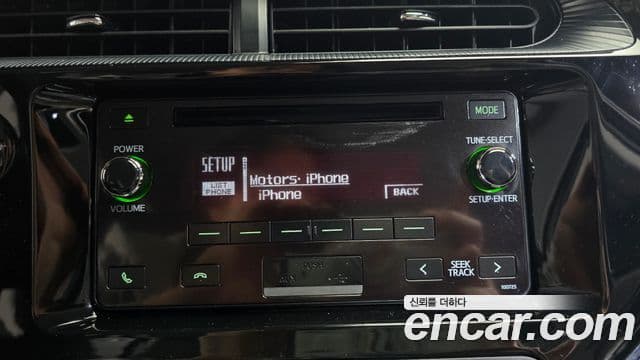 MODE
POWER
TUNE•SELECT
SETUP
LIST
PHONE
Motors• iPhone
iPhone
BACK
VOLUME
SETUP•ENTER
SEEK
TRACK
100725
신뢰를 더하다
encar.com